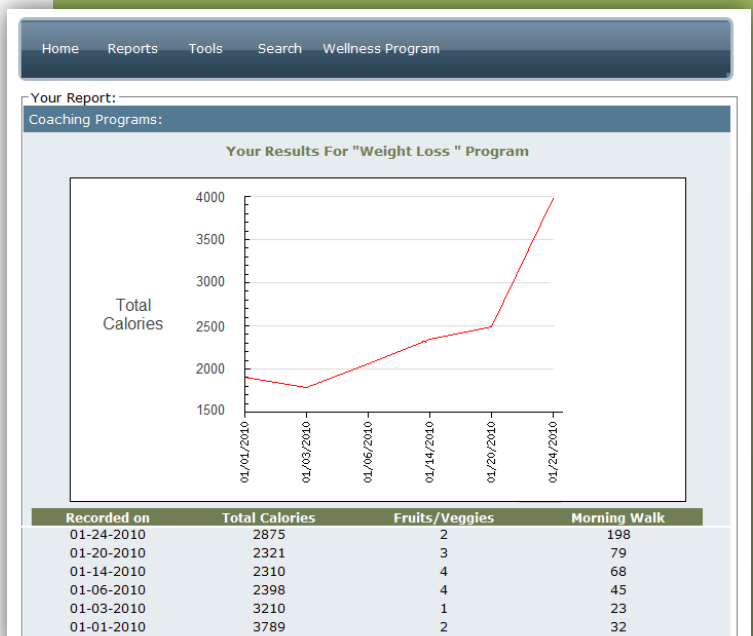 Home Reports Tools Search Wellness Program
Your Report:
Coaching Programs:
Your Results For "Weight Loss " Program
4000
3500
3000
Total
Calories
2500
2000
1500
01/01/2010 01/03/2010 01/06/2010 01/14/2010 01/20/2010 01/24/2010
Recorded on Total Calories Fruits/Veggies Morning Walk
01-24-2010 2875 2 198
01-20-2010 2321 3 79
01-14-2010 2310 4 68
01-06-2010 2398 4 45
01-03-2010 3210 1 23
01-01-2010 3789 2 32